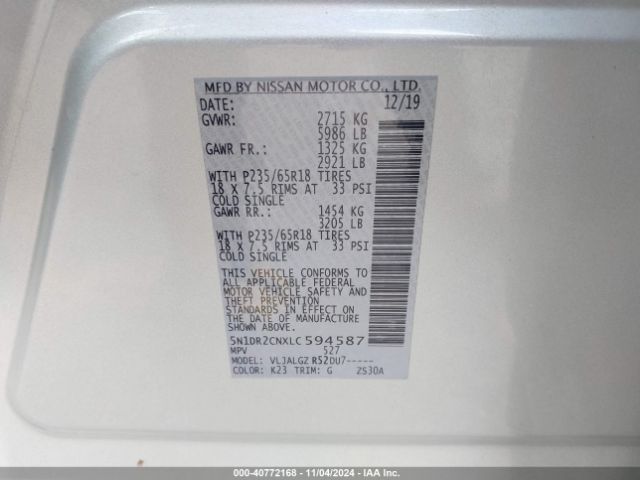 MFD BY NISSAN MOTOR CO., LTD.
DATE: 12/19
GVWR: 2715 KG
5986 LB
GAWR FR.: 1325 KG
2921 LB
WITH P235/65R18 TIRES
18 X 7.5 RIMS AT 33 PSI
COLD SINGLE
GAWR RR.: 1454 KG
3205 LB
WITH P235/65R18 TIRES
18 X 7.5 RIMS AT 33 PSI
COLD SINGLE
THIS VEHICLE CONFORMS TO
ALL APPLICABLE FEDERAL
MOTOR VEHICLE SAFETY AND
THEFT PREVENTION
STANDARDS IN EFFECT ON
THE DATE OF MANUFACTURE
SHOWN ABOVE.
5N1DR2CNXLC594587
MPV 527
MODEL: VLJALGZ R52DU7-----
COLOR: K23 TRIM: G ZS30A
000-40772168 - 11/04/2024 - IAA Inc.